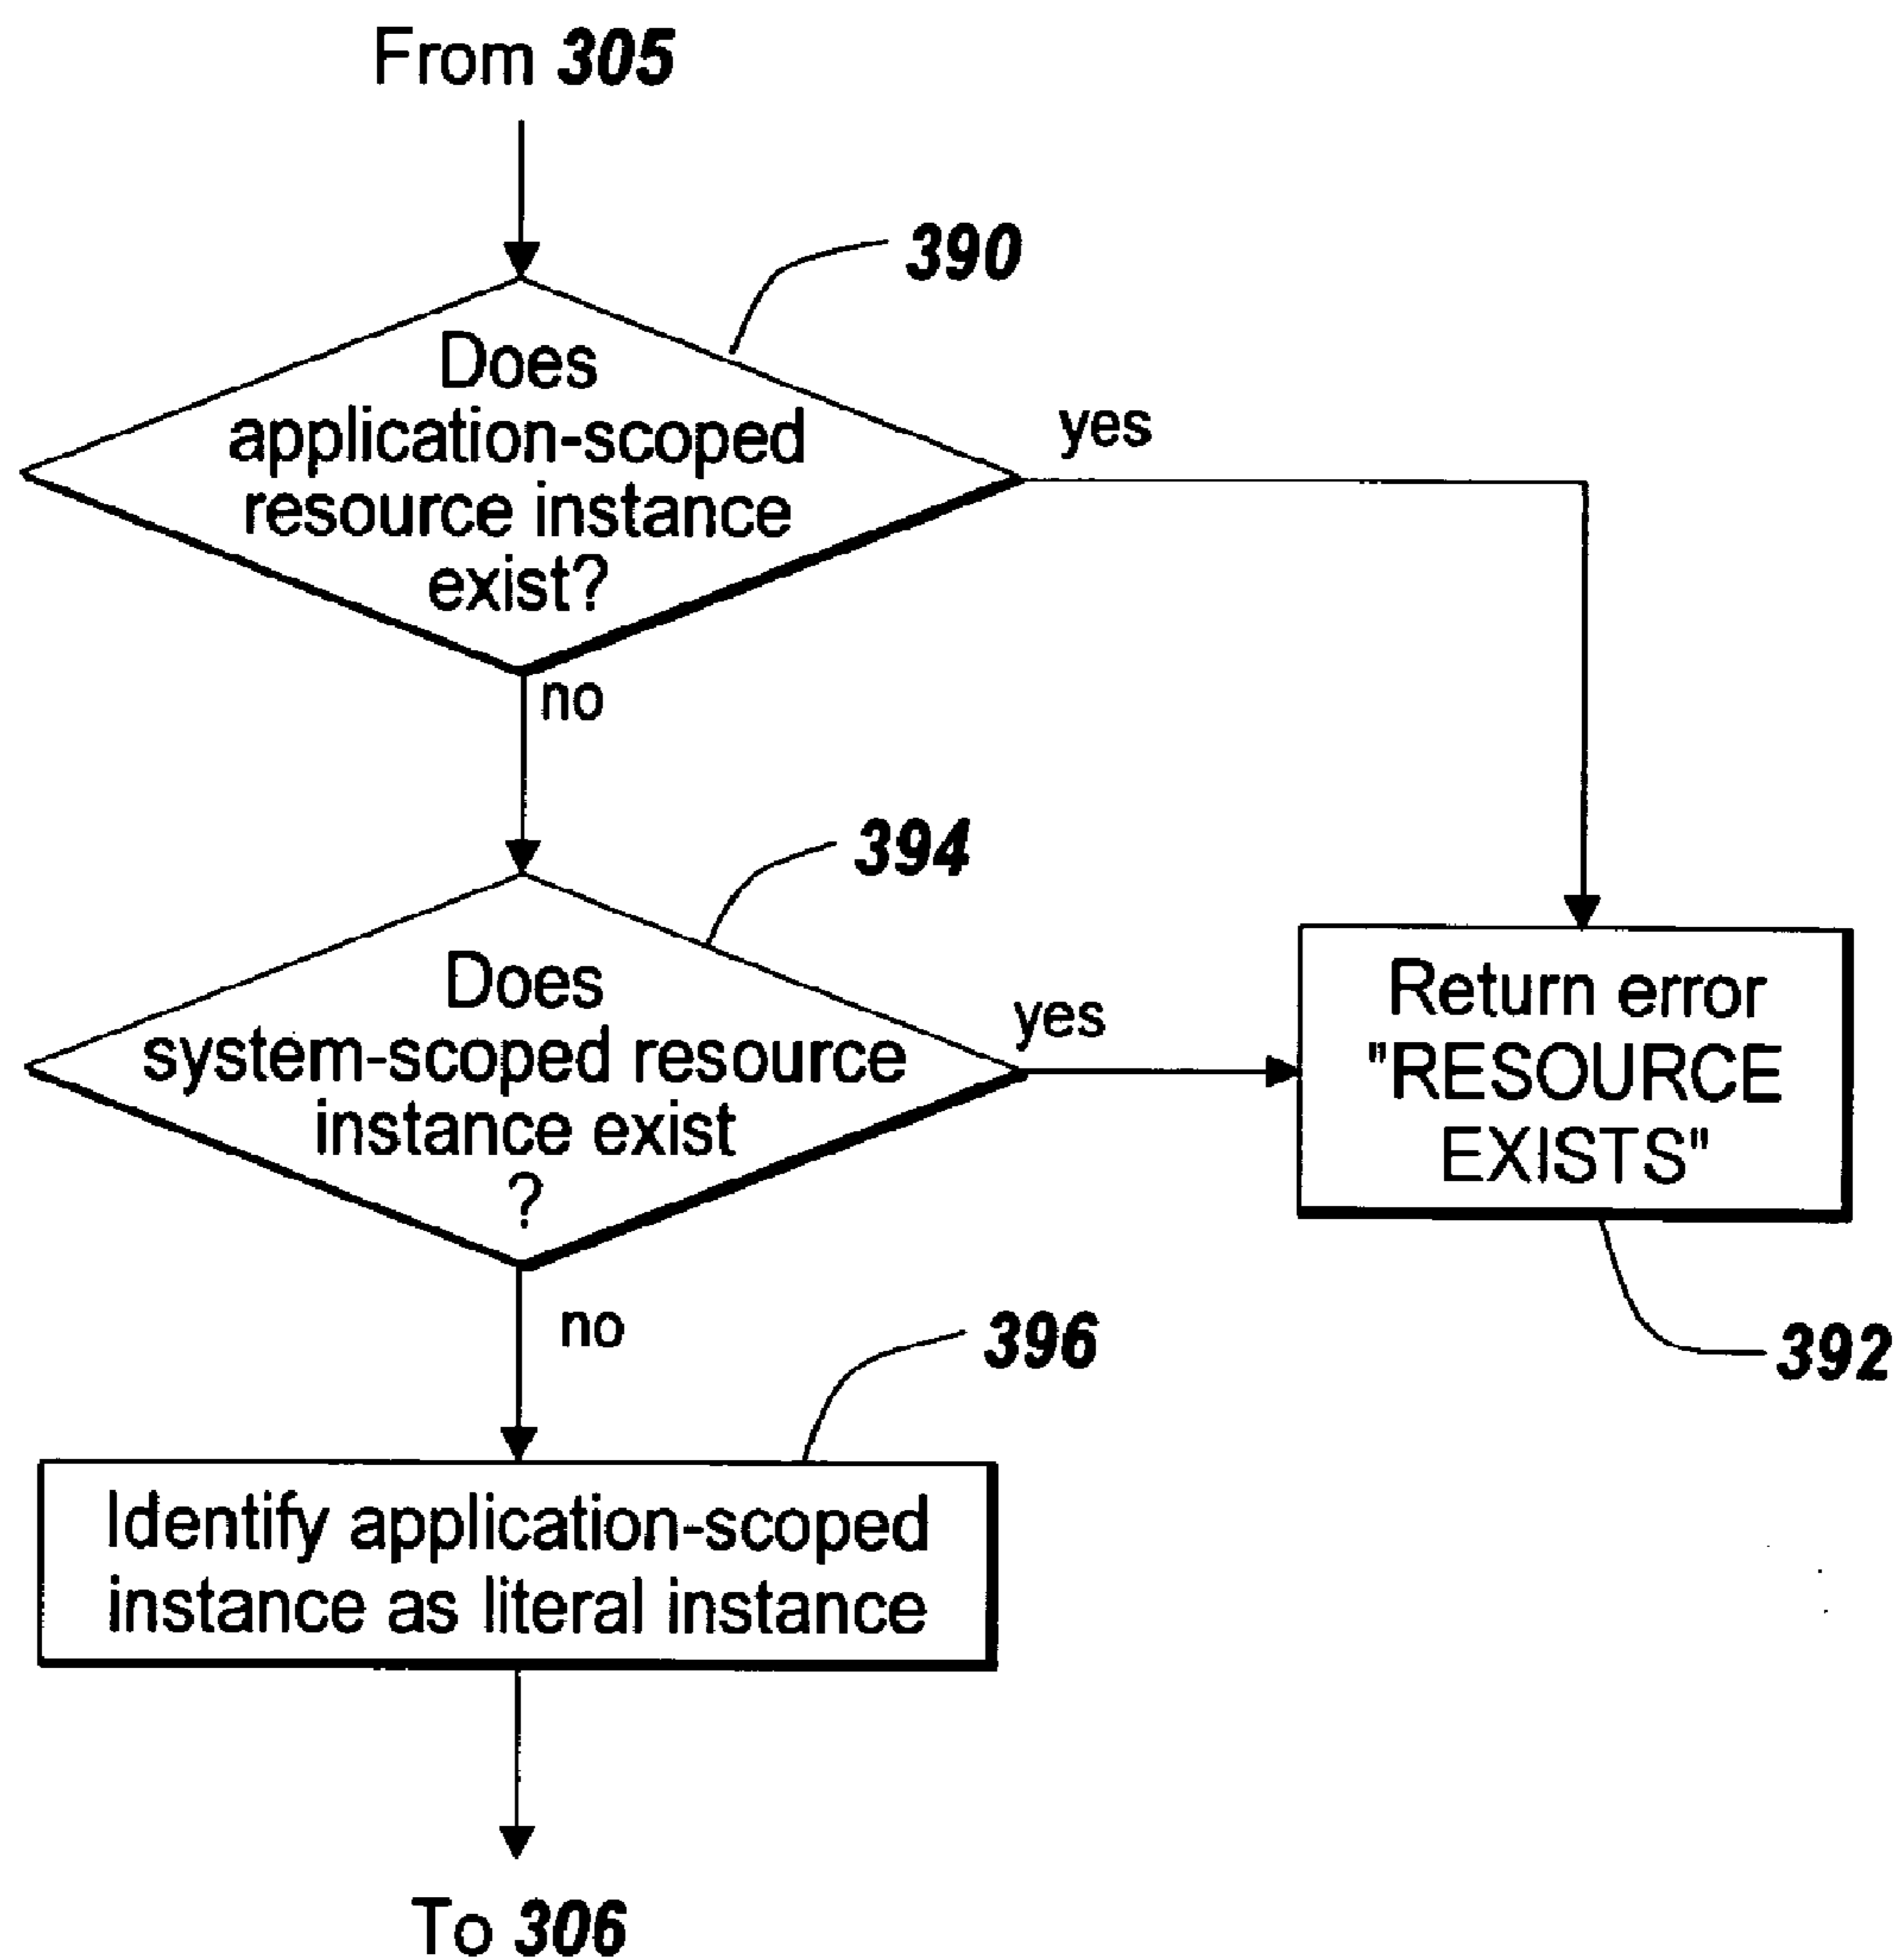 From 305
390
Does
application-scoped
resource instance
exist?
yes
no
394
Does
system-scoped resource
instance exist
?
yes
Return error
"RESOURCE
EXISTS"
392
no
396
Identify application-scoped
instance as literal instance
To 306